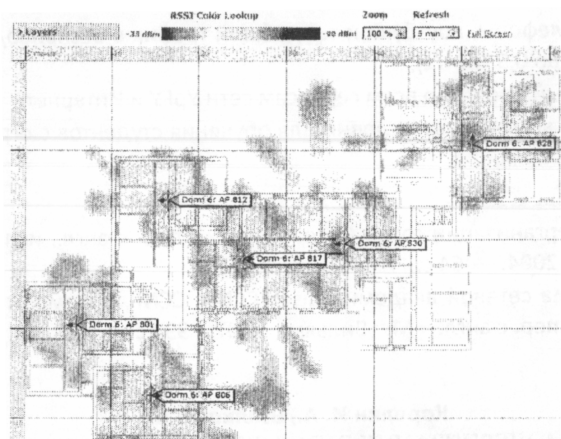 RSSI Color Lookup
Zoom
Refresh
> Layers
-35 dBm
-90 dBm
100 %
5 min
Full Screen
Dorm 6: AP 828
Dorm 6: AP 812
Dorm 6: AP 830
Dorm 6: AP 817
Dorm 6: AP 801
Dorm 6: AP 806